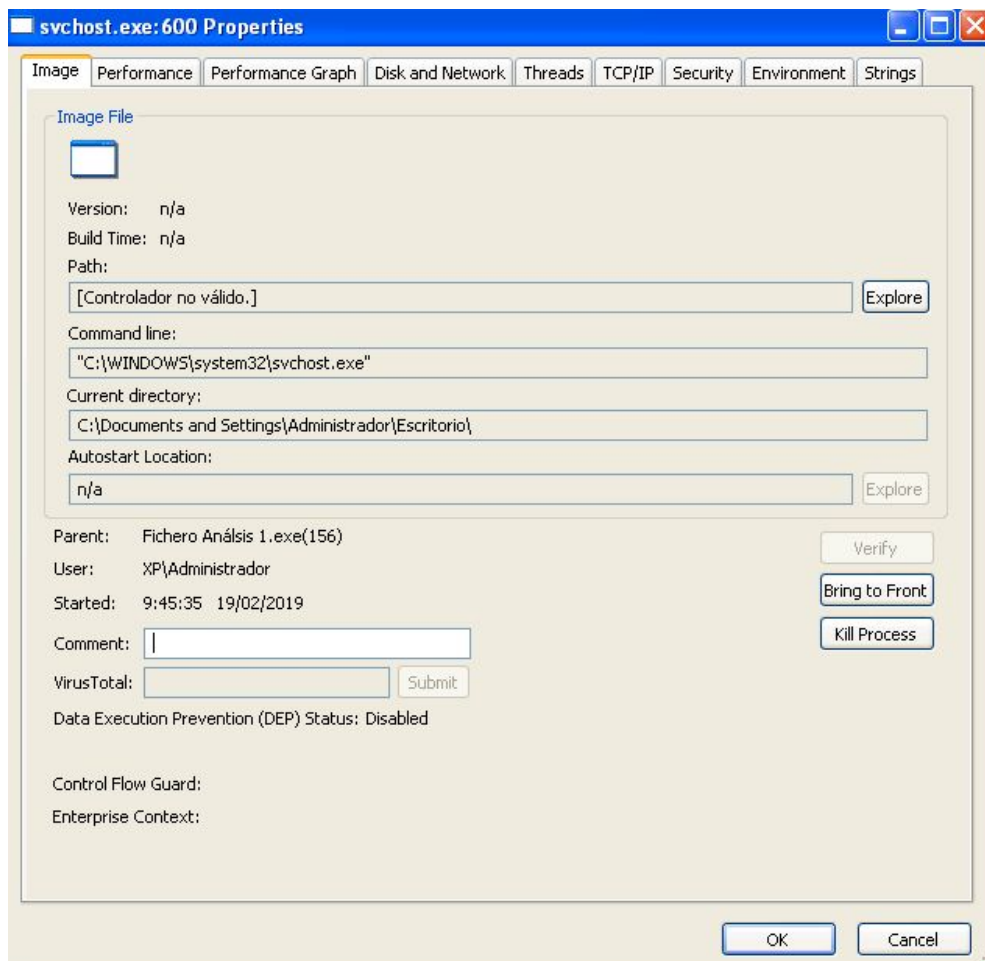 svchost.exe:600 Properties
Image Performance Performance Graph Disk and Network Threads TCP/IP Security Environment Strings
Image File
Version: n/a
Build Time: n/a
Path:
[Controlador no válido.] Explore
Command line:
"C:\WINDOWS\system32\svchost.exe"
Current directory:
C:\Documents and Settings\Administrador\Escritorio\
Autostart Location:
n/a Explore
Parent: Fichero Análsis 1.exe(156)
Verify
User: XP\Administrador
Bring to Front
Started: 9:45:35 19/02/2019
Kill Process
Comment:
VirusTotal: Submit
Data Execution Prevention (DEP) Status: Disabled
Control Flow Guard:
Enterprise Context:
OK Cancel